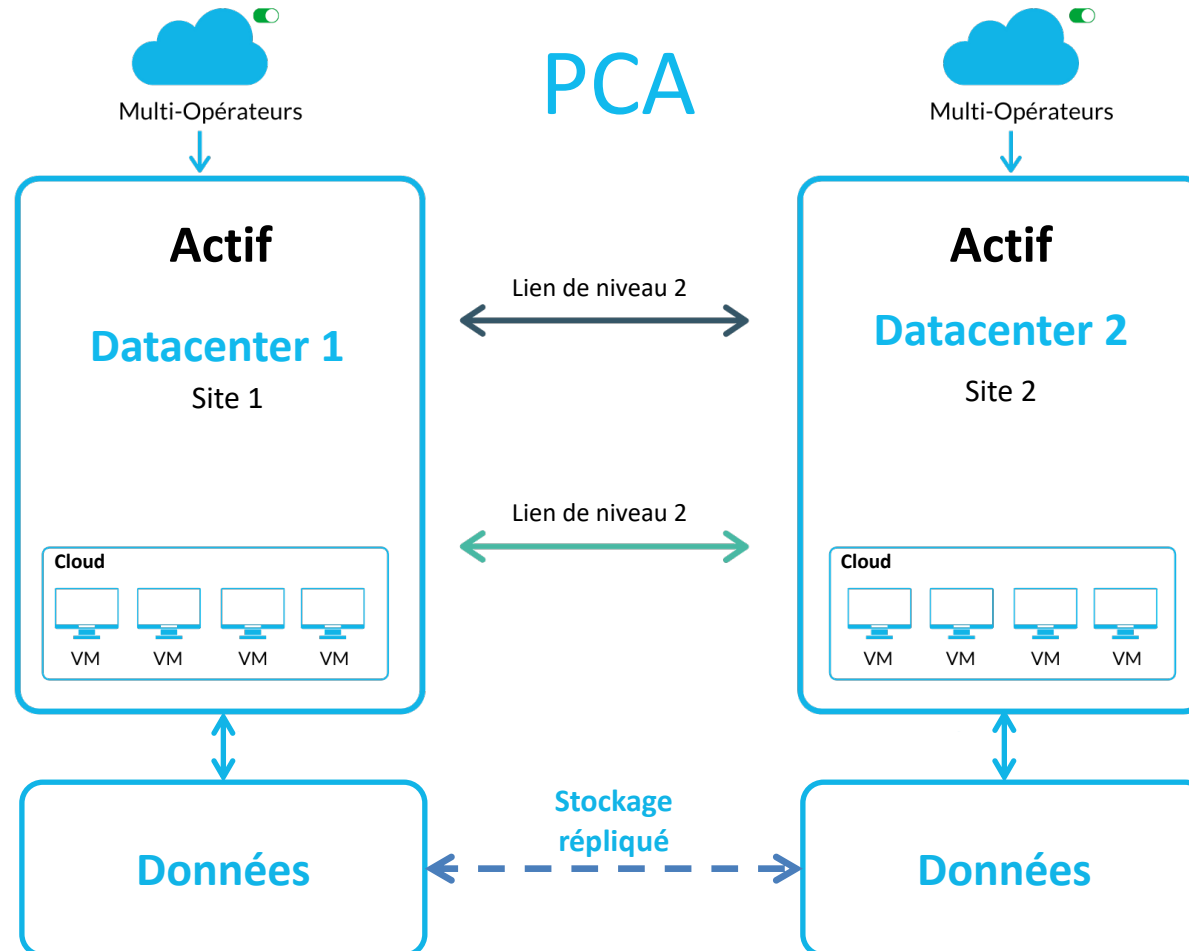 PCA
Multi-Opérateurs
Multi-Opérateurs
Actif
Actif
Datacenter 1
Datacenter 2
Site 1
Site 2
Lien de niveau 2
Lien de niveau 2
Cloud
VM VM VM VM
Cloud
VM VM VM VM
Stockage
répliqué
Données
Données